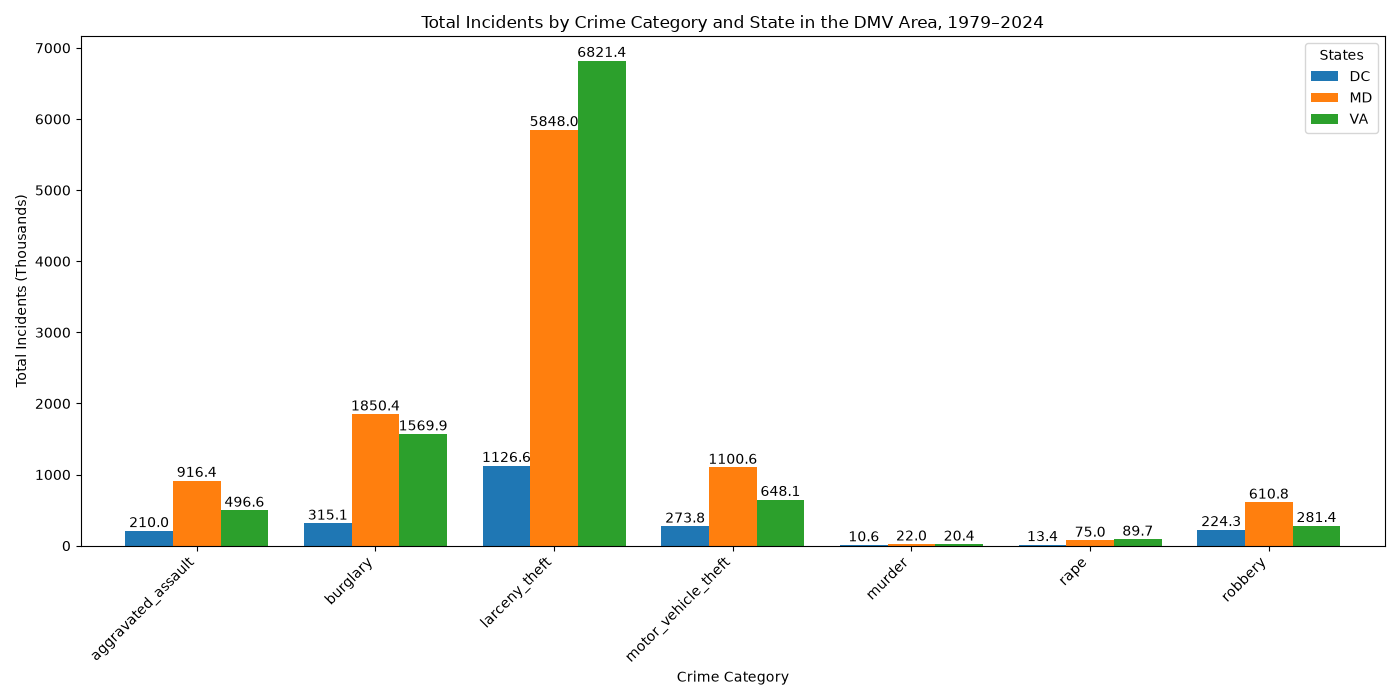 Total Incidents by Crime Category and State in the DMV Area, 1979–2024
Total Incidents (Thousands)
7000
6000
5000
4000
3000
2000
1000
0
States
DC
MD
VA
210.0
916.4
496.6
315.1
1850.4
1569.9
1126.6
5848.0
6821.4
273.8
1100.6
648.1
10.6
22.0
20.4
13.4
75.0
89.7
224.3
610.8
281.4
aggravated_assault
burglary
larceny_theft
motor_vehicle_theft
murder
rape
robbery
Crime Category